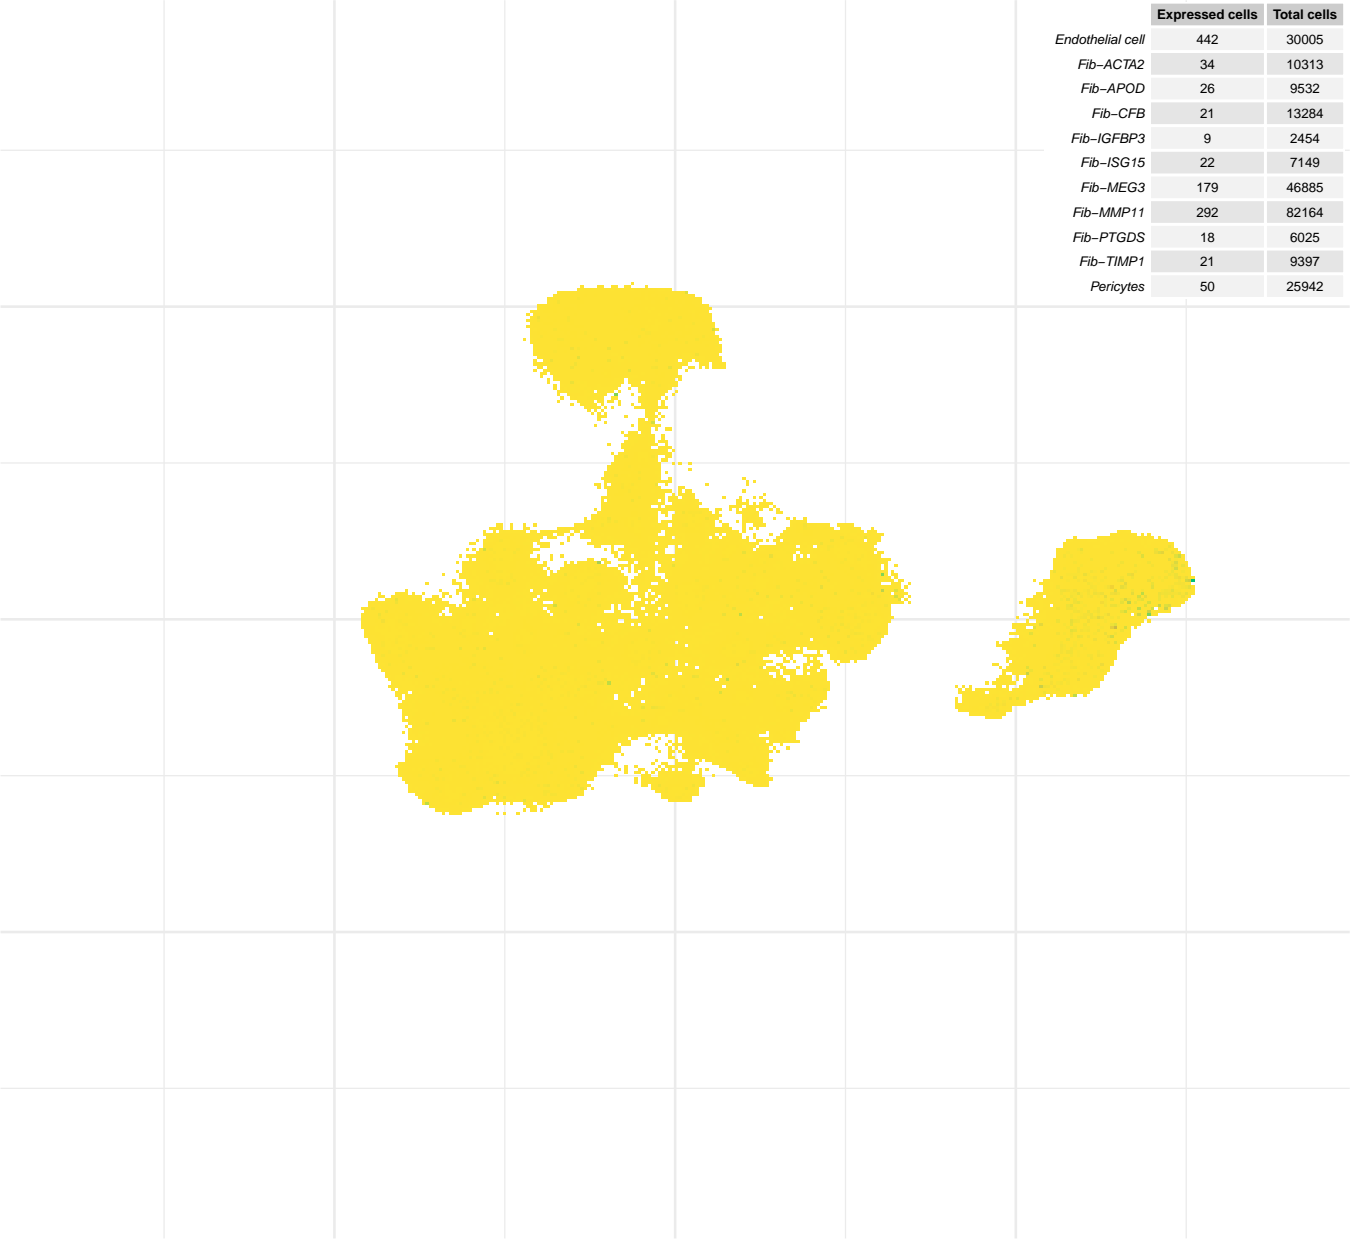 Expressed cells Total cells
Endothelial cell 442 30005
Fib−ACTA2 34 10313
Fib−APOD 26 9532
Fib−CFB 21 13284
Fib−IGFBP3 9 2454
Fib−ISG15 22 7149
Fib−MEG3 179 46885
Fib−MMP11 292 82164
Fib−PTGDS 18 6025
Fib−TIMP1 21 9397
Pericytes 50 25942